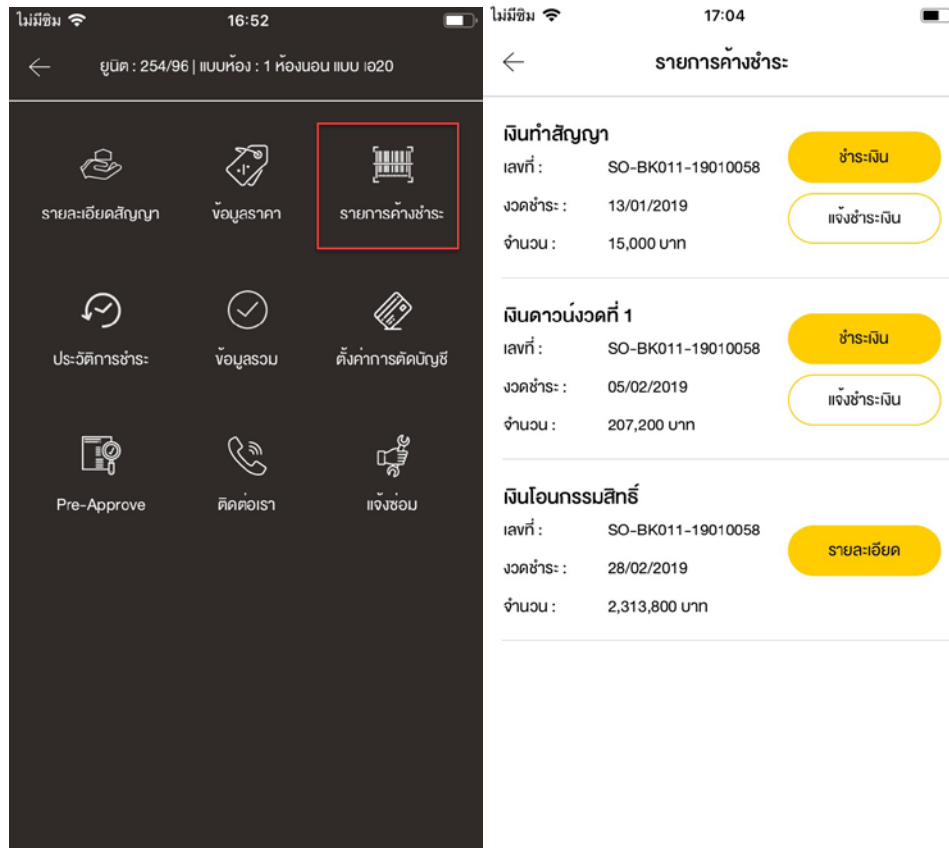 ไม่มีซิม 16:52
ยูนิต : 254/96 | แบบห้อง : 1 ห้องนอน แบบ เอ20
รายละเอียดสัญญา ข้อมูลราคา รายการค้างชำระ
ประวัติการชำระ ข้อมูลรวม ตั้งค่าการตัดบัญชี
Pre-Approve ติดต่อเรา แจ้งซ่อม
ไม่มีซิม 17:04
รายการค้างชำระ
เงินทำสัญญา
เลขที่ : SO-BK011-19010058
ชำระเงิน
งวดชำระ : 13/01/2019
แจ้งชำระเงิน
จำนวน : 15,000 บาท
เงินดาวน์งวดที่ 1
เลขที่ : SO-BK011-19010058
ชำระเงิน
งวดชำระ : 05/02/2019
แจ้งชำระเงิน
จำนวน : 207,200 บาท
เงินโอนกรรมสิทธิ์
เลขที่ : SO-BK011-19010058
รายละเอียด
งวดชำระ : 28/02/2019
จำนวน : 2,313,800 บาท